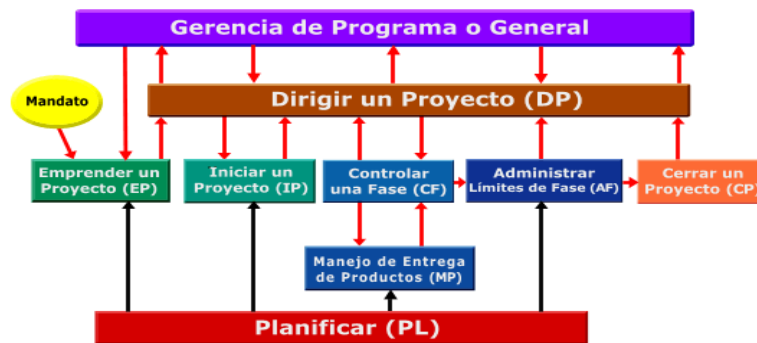 Gerencia de Programa o General
Dirigir un Proyecto (DP)
Mandato
Emprender un
Proyecto (EP)
Iniciar un
Proyecto (IP)
Controlar
una Fase (CF)
Administrar
Límites de Fase (AF)
Cerrar un
Proyecto (CP)
Manejo de Entrega
de Productos (MP)
Planificar (PL)